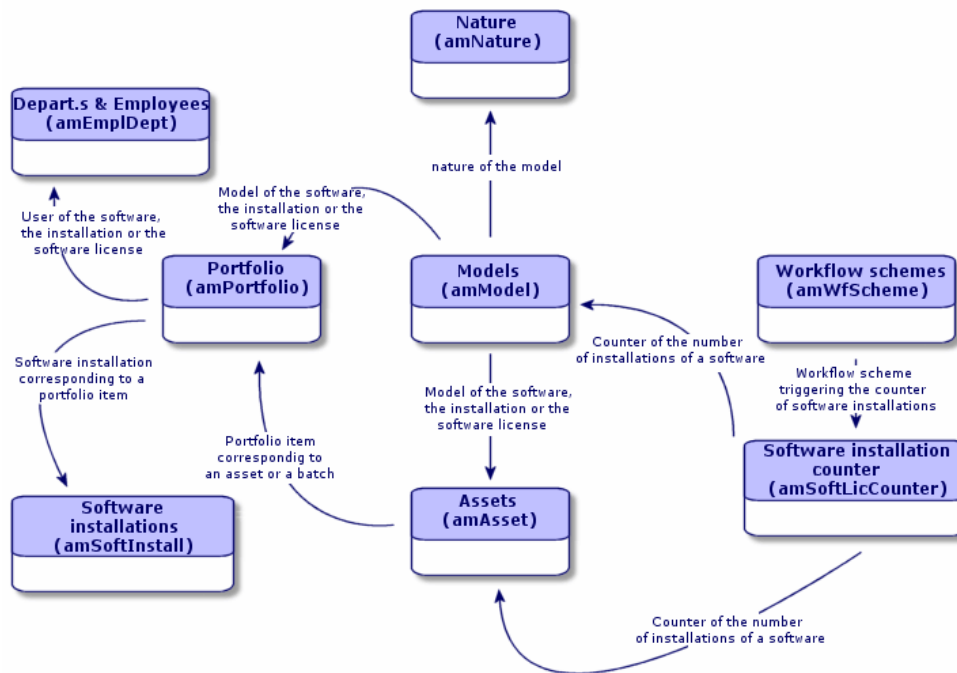 Nature
(amNature)
Depart.s & Employees
(amEmplDept)
nature of the model
Model of the software,
the installation or the
software license
User of the software,
the installation or the
software license
Portfolio
(amPortfolio)
Models
(amModel)
Workflow schemes
(amWfScheme)
Counter of the number
of installations of a software
Software installation
corresponding to a
portfolio item
Workflow scheme
triggering the counter
of software installations
Model of the software,
the installation or the
software license
Portfolio item
correspondig to
an asset or a batch
Software installation
counter
(amSoftLicCounter)
Software
installations
(amSoftInstall)
Assets
(amAsset)
Counter of the number
of installations of a software